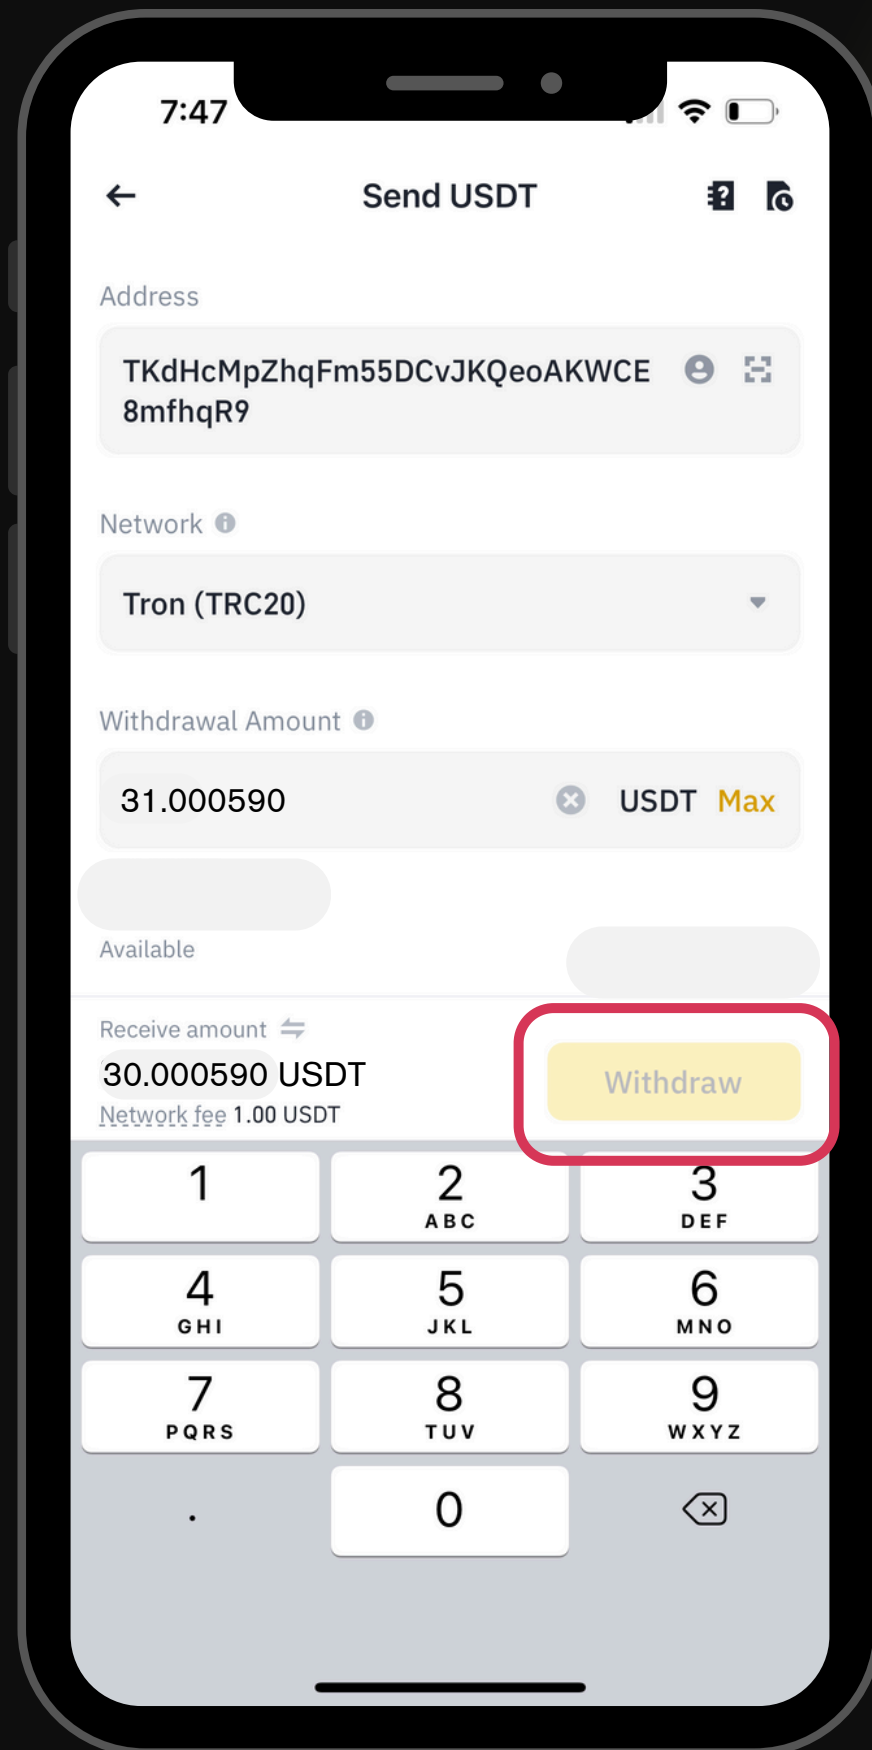 7:47
Send USDT
Address
TKdHcMpZhqFm55DCvJKQeoAKWCE
8mfhqR9
Network
Tron (TRC20)
Withdrawal Amount
31.000590 USDT Max
Available
Receive amount
30.000590 USDT
Withdraw
Network fee 1.00 USDT
1 2 3
ABC DEF
4 5 6
GHI JKL MNO
7 8 9
PQRS TUV WXYZ
. 0